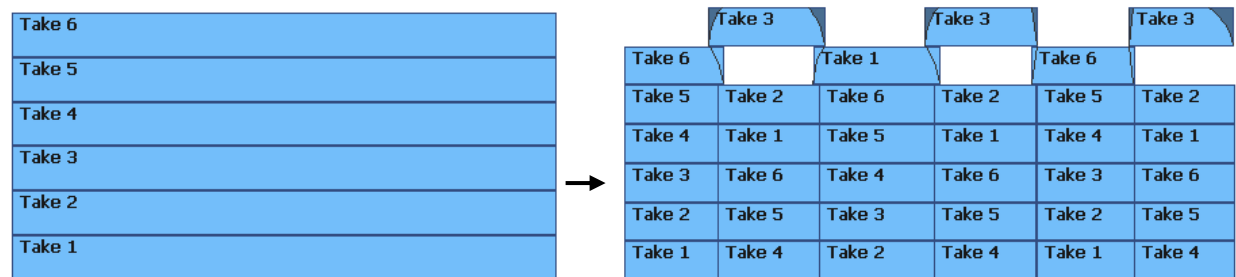 Take 6
Take 5
Take 4
Take 3
Take 2
Take 1
Take 3 Take 3 Take 3
Take 6 Take 1 Take 6
Take 5 Take 2 Take 6 Take 2 Take 5 Take 2
Take 4 Take 1 Take 5 Take 1 Take 4 Take 1
Take 3 Take 6 Take 4 Take 6 Take 3 Take 6
Take 2 Take 5 Take 3 Take 5 Take 2 Take 5
Take 1 Take 4 Take 2 Take 4 Take 1 Take 4